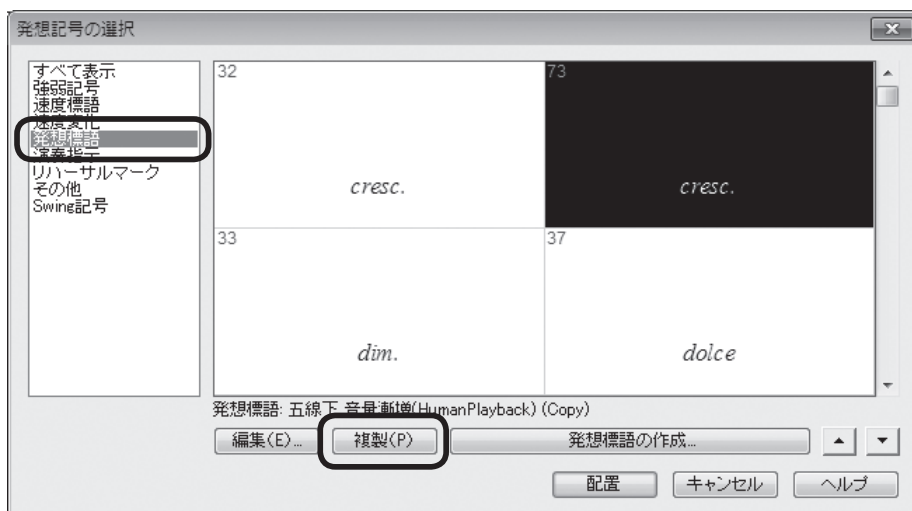 発想記号の選択
すべて表示
強弱記号
速度標語
速度変化
発想標語
演奏指示
リハーサルマーク
その他
Swing記号
32
73
cresc.
cresc.
33
37
dim.
dolce
発想標語: 五線下 音量漸増(HumanPlayback) (Copy)
編集(E)...
複製(P)
発想標語の作成...
配置
キャンセル
ヘルプ